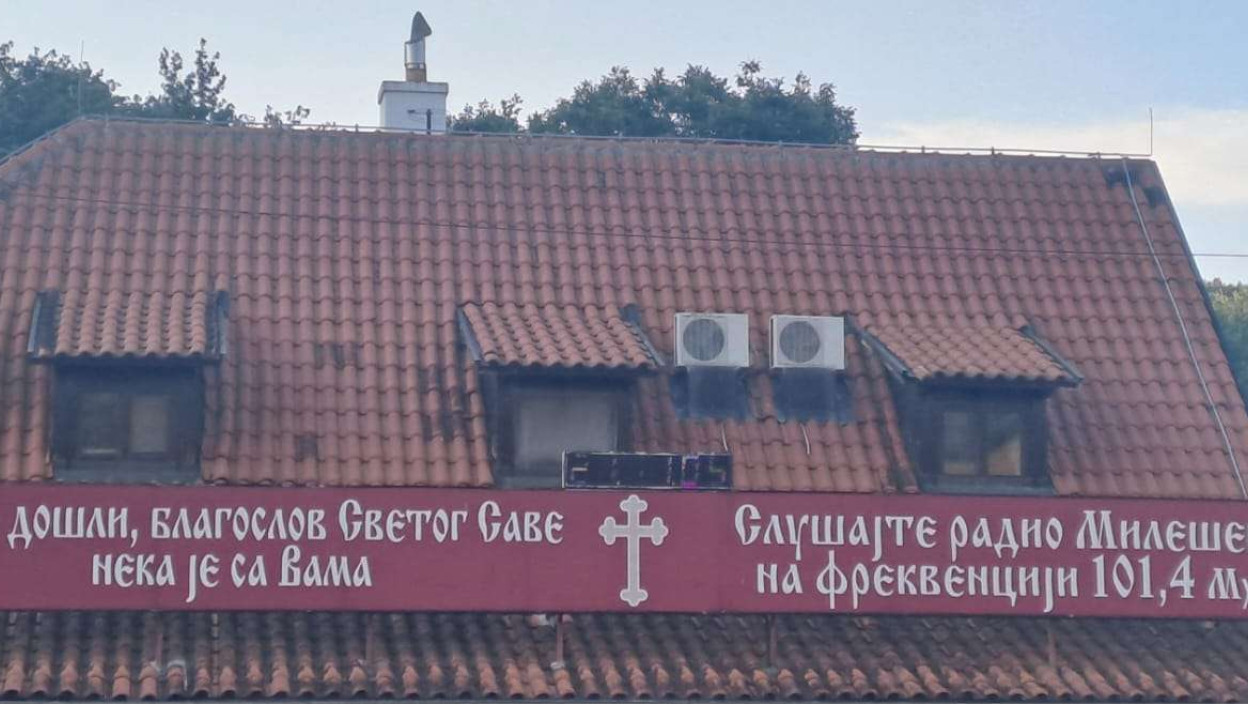 дошли, благослов Светог Саве
нека је са Вама
Слушајте радио Милеше
на фреквенцији 101,4 м